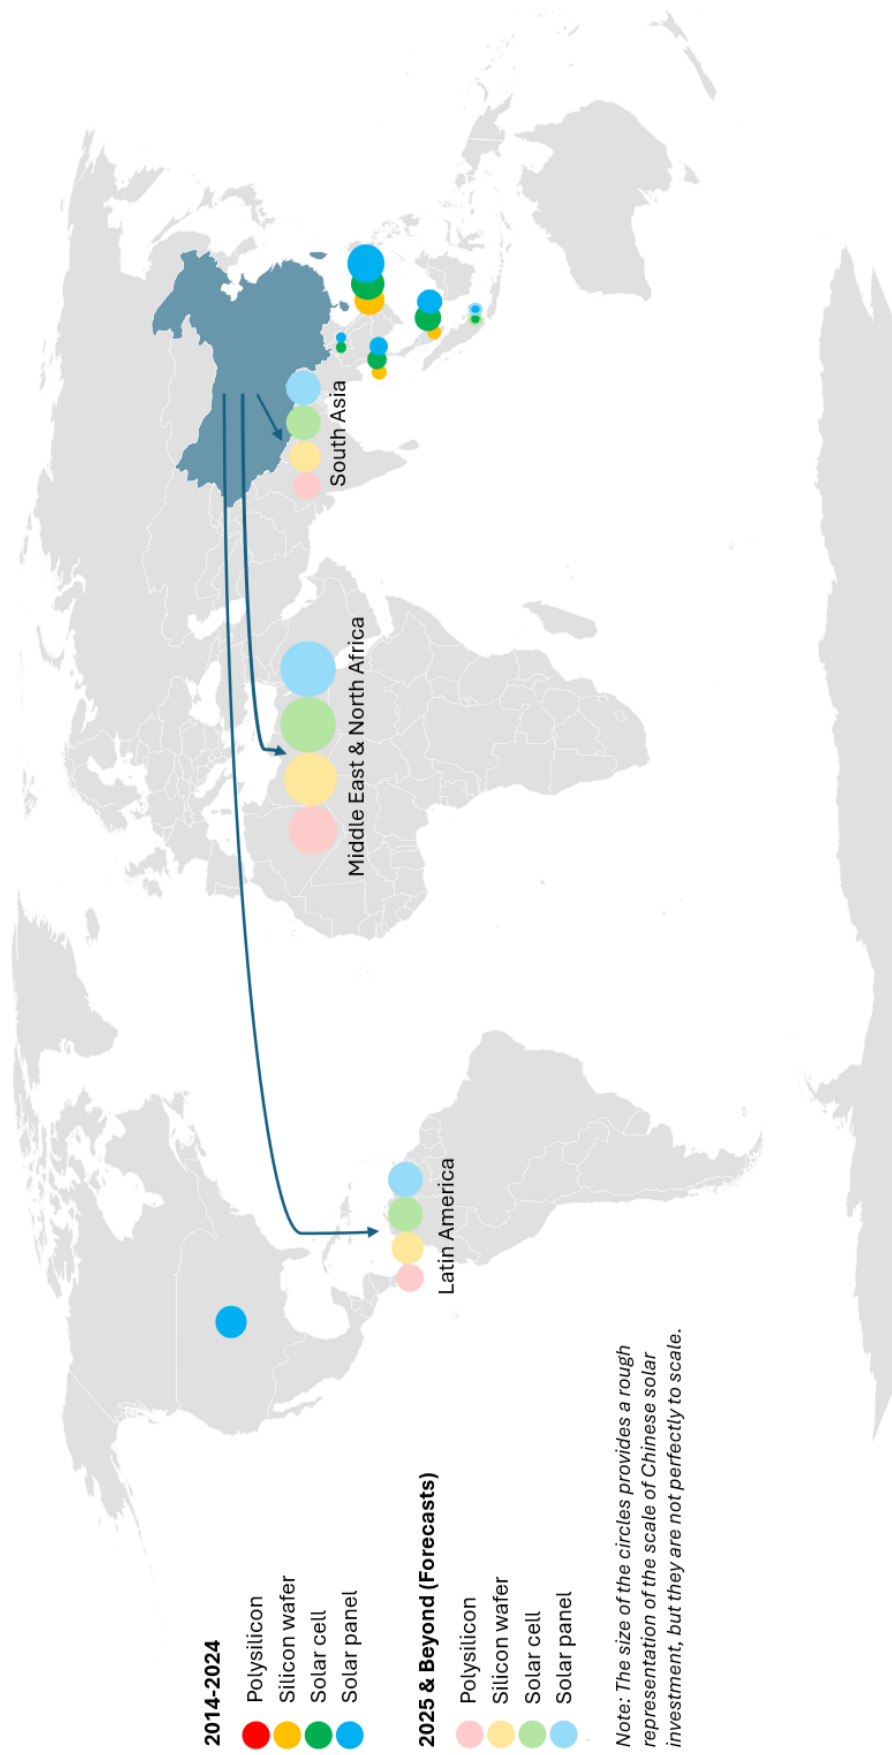 2014-2024
Polysilicon
Silicon wafer
Solar cell
Solar panel
2025 & Beyond (Forecasts)
Polysilicon
Silicon wafer
Solar cell
Solar panel
Note: The size of the circles provides a rough
representation of the scale of Chinese solar
investment, but they are not perfectly to scale.
Latin America
Middle East & North Africa
South Asia